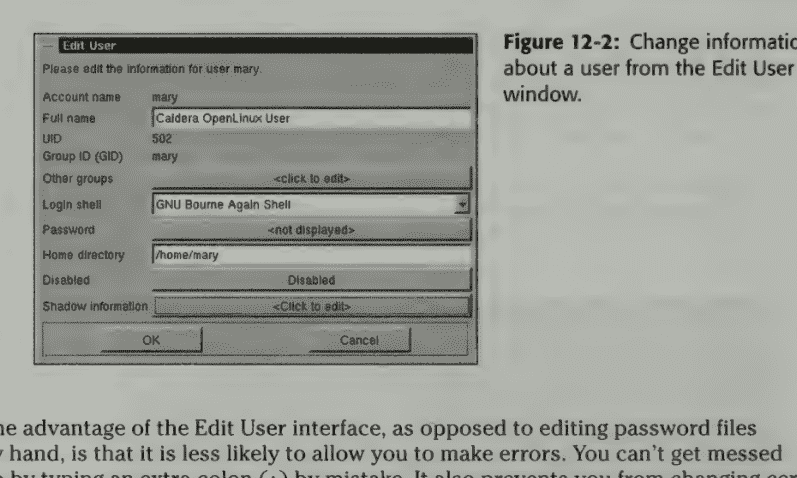 Edit User
Please edit the information for user mary.
Account name mary
Full name Caldera OpenLinux User
UID 502
Group ID (GID) mary
Other groups <click to edit>
Login shell GNU Bourne Again Shell
Password <not displayed>
Home directory /home/mary
Disabled Disabled
Shadow information <Click to edit>
OK Cancel
Figure 12-2: Change informatio
about a user from the Edit User
window.
ne advantage of the Edit User interface, as opposed to editing password files
y hand, is that it is less likely to allow you to make errors. You can't get messed
by typing an extra colon (:) by mistake. It also prevents you from changing cer